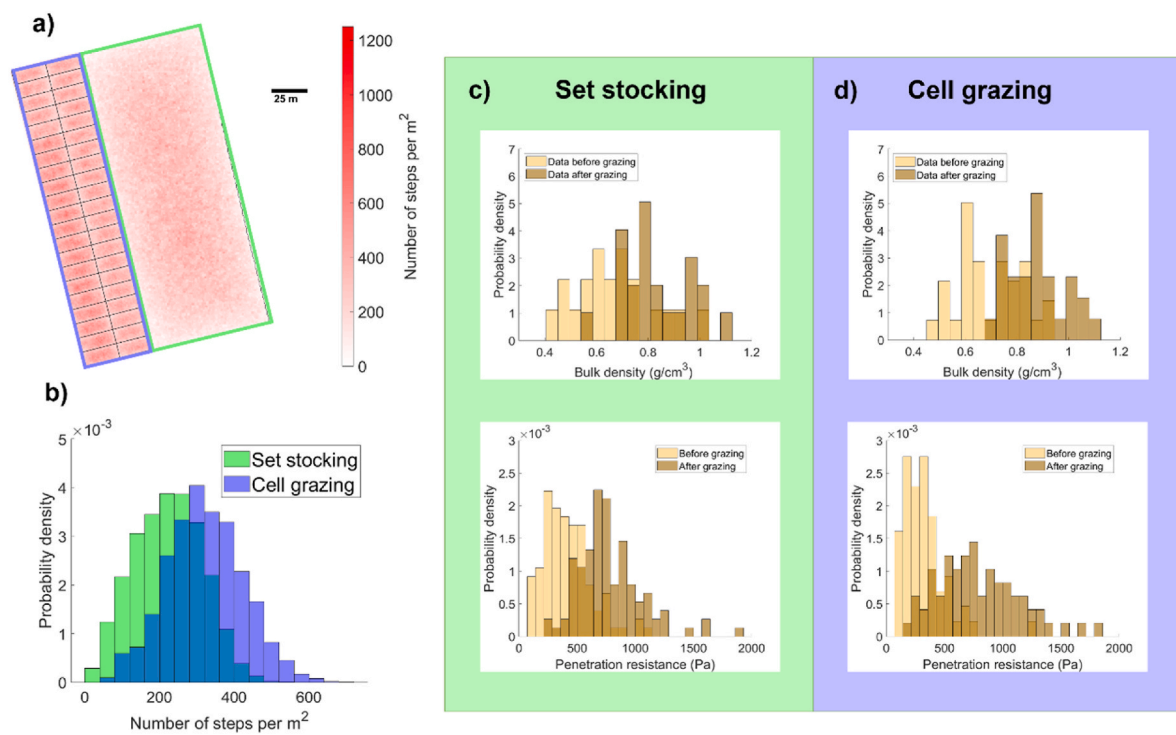 a)
1200
1000
800
600
400
200
0
Number of steps per m2
25 m
b)
×10-3
5
4
3
2
1
0
Probability density
Set stocking
Cell grazing
0 200 400 600
Number of steps per m2
c) Set stocking
7
6
5
4
3
2
1
0
Probability density
Data before grazing
Data after grazing
0.4 0.6 0.8 1 1.2
Bulk density (g/cm3)
×10-3
3
2.5
2
1.5
1
0.5
0
Probability density
Before grazing
After grazing
0 500 1000 1500 2000
Penetration resistance (Pa)
d) Cell grazing
7
6
5
4
3
2
1
0
Probability density
Data before grazing
Data after grazing
0.4 0.6 0.8 1 1.2
Bulk density (g/cm3)
×10-3
3
2.5
2
1.5
1
0.5
0
Probability density
Before grazing
After grazing
0 500 1000 1500 2000
Penetration resistance (Pa)